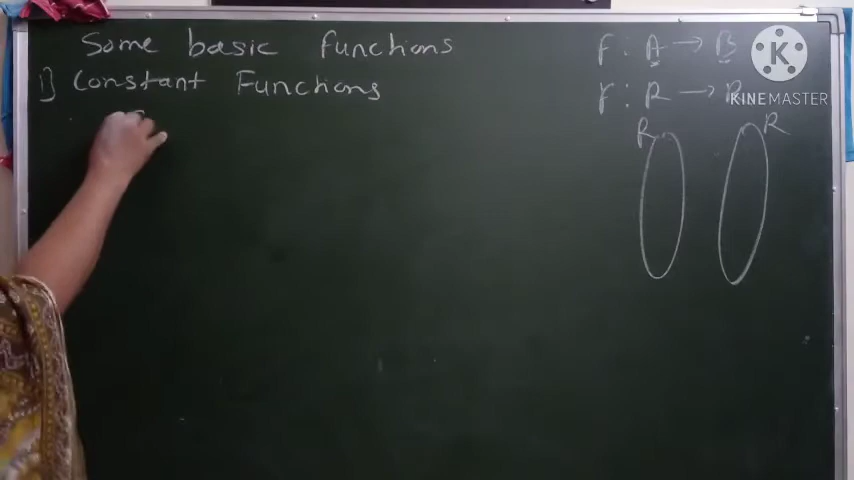 Some basic functions
1) Constant Functions
f : A → B
f : R → R
R R
KINEMASTER